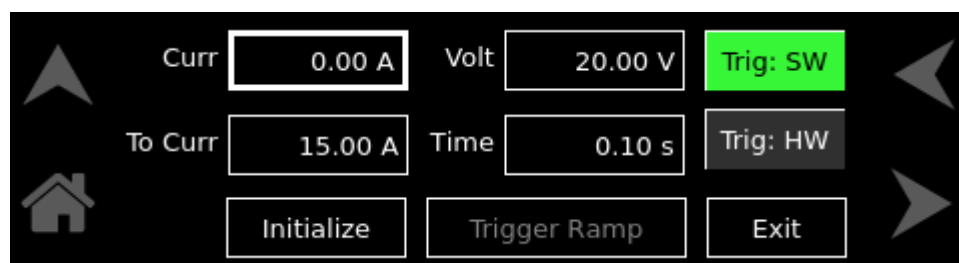 Curr 0.00 A Volt 20.00 V Trig: SW
To Curr 15.00 A Time 0.10 s Trig: HW
Initialize Trigger Ramp Exit